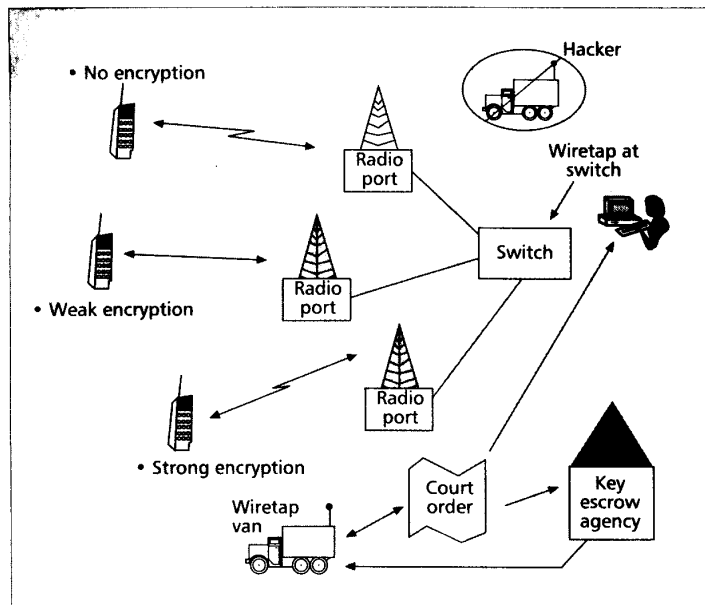 Hacker
• No encryption
Wiretap at
switch
Radio
port
Switch
Radio
port
• Weak encryption
Radio
port
• Strong encryption
Court
order
Key
escrow
agency
Wiretap
van